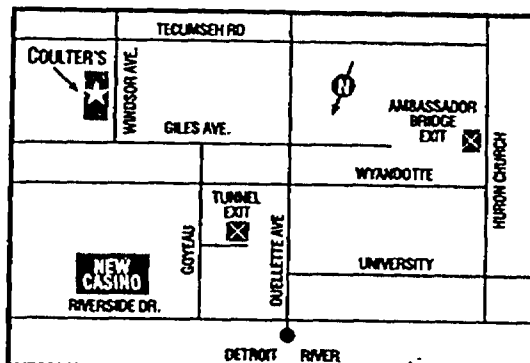 TECUMSEH RD
COULTER'S
WINDSOR AVE.
N
AMBASSADOR
BRIDGE
EXIT
GILES AVE.
HURON CHURCH
WYANDOTTE
TUNNEL
EXIT
GOYEAU
OUELLETTE AVE
UNIVERSITY
NEW
CASINO
RIVERSIDE DR.
DETROIT RIVER